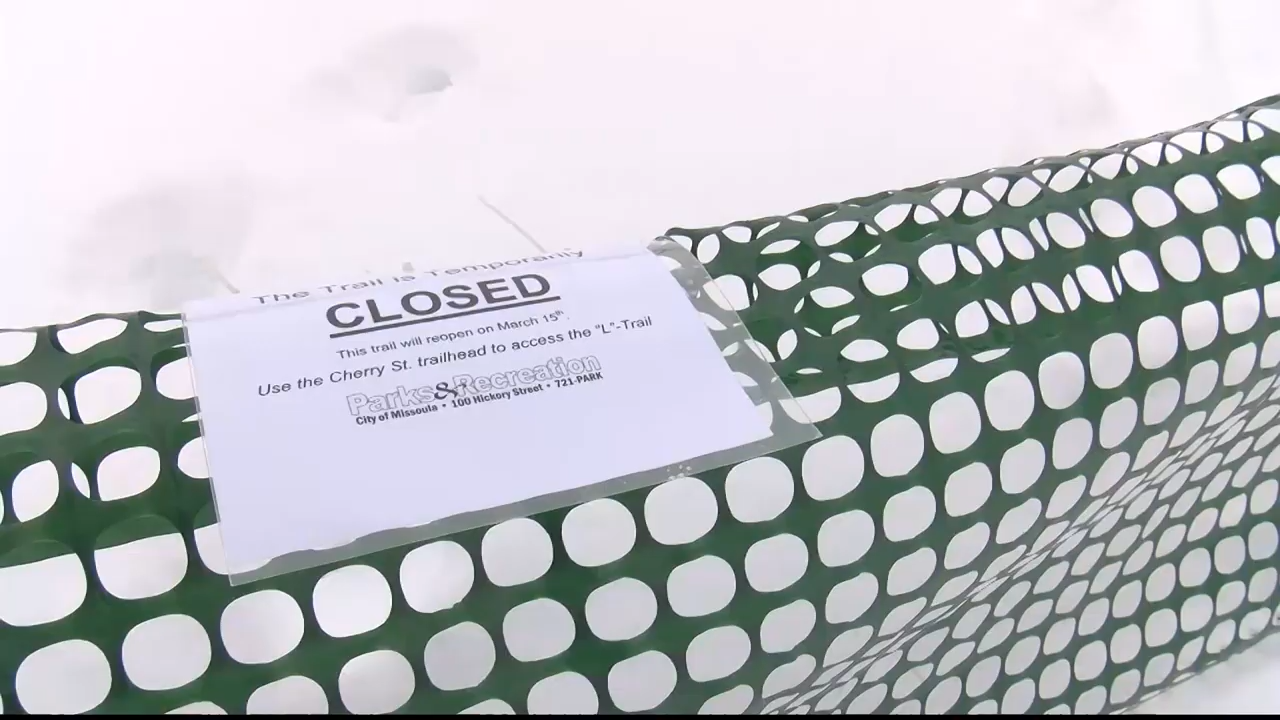 The Trail Is Temporarily
CLOSED
This trail will reopen on March 15th.
Use the Cherry St. trailhead to access the "L"-Trail
Parks & Recreation
City of Missoula • 100 Hickory Street • 721-PARK